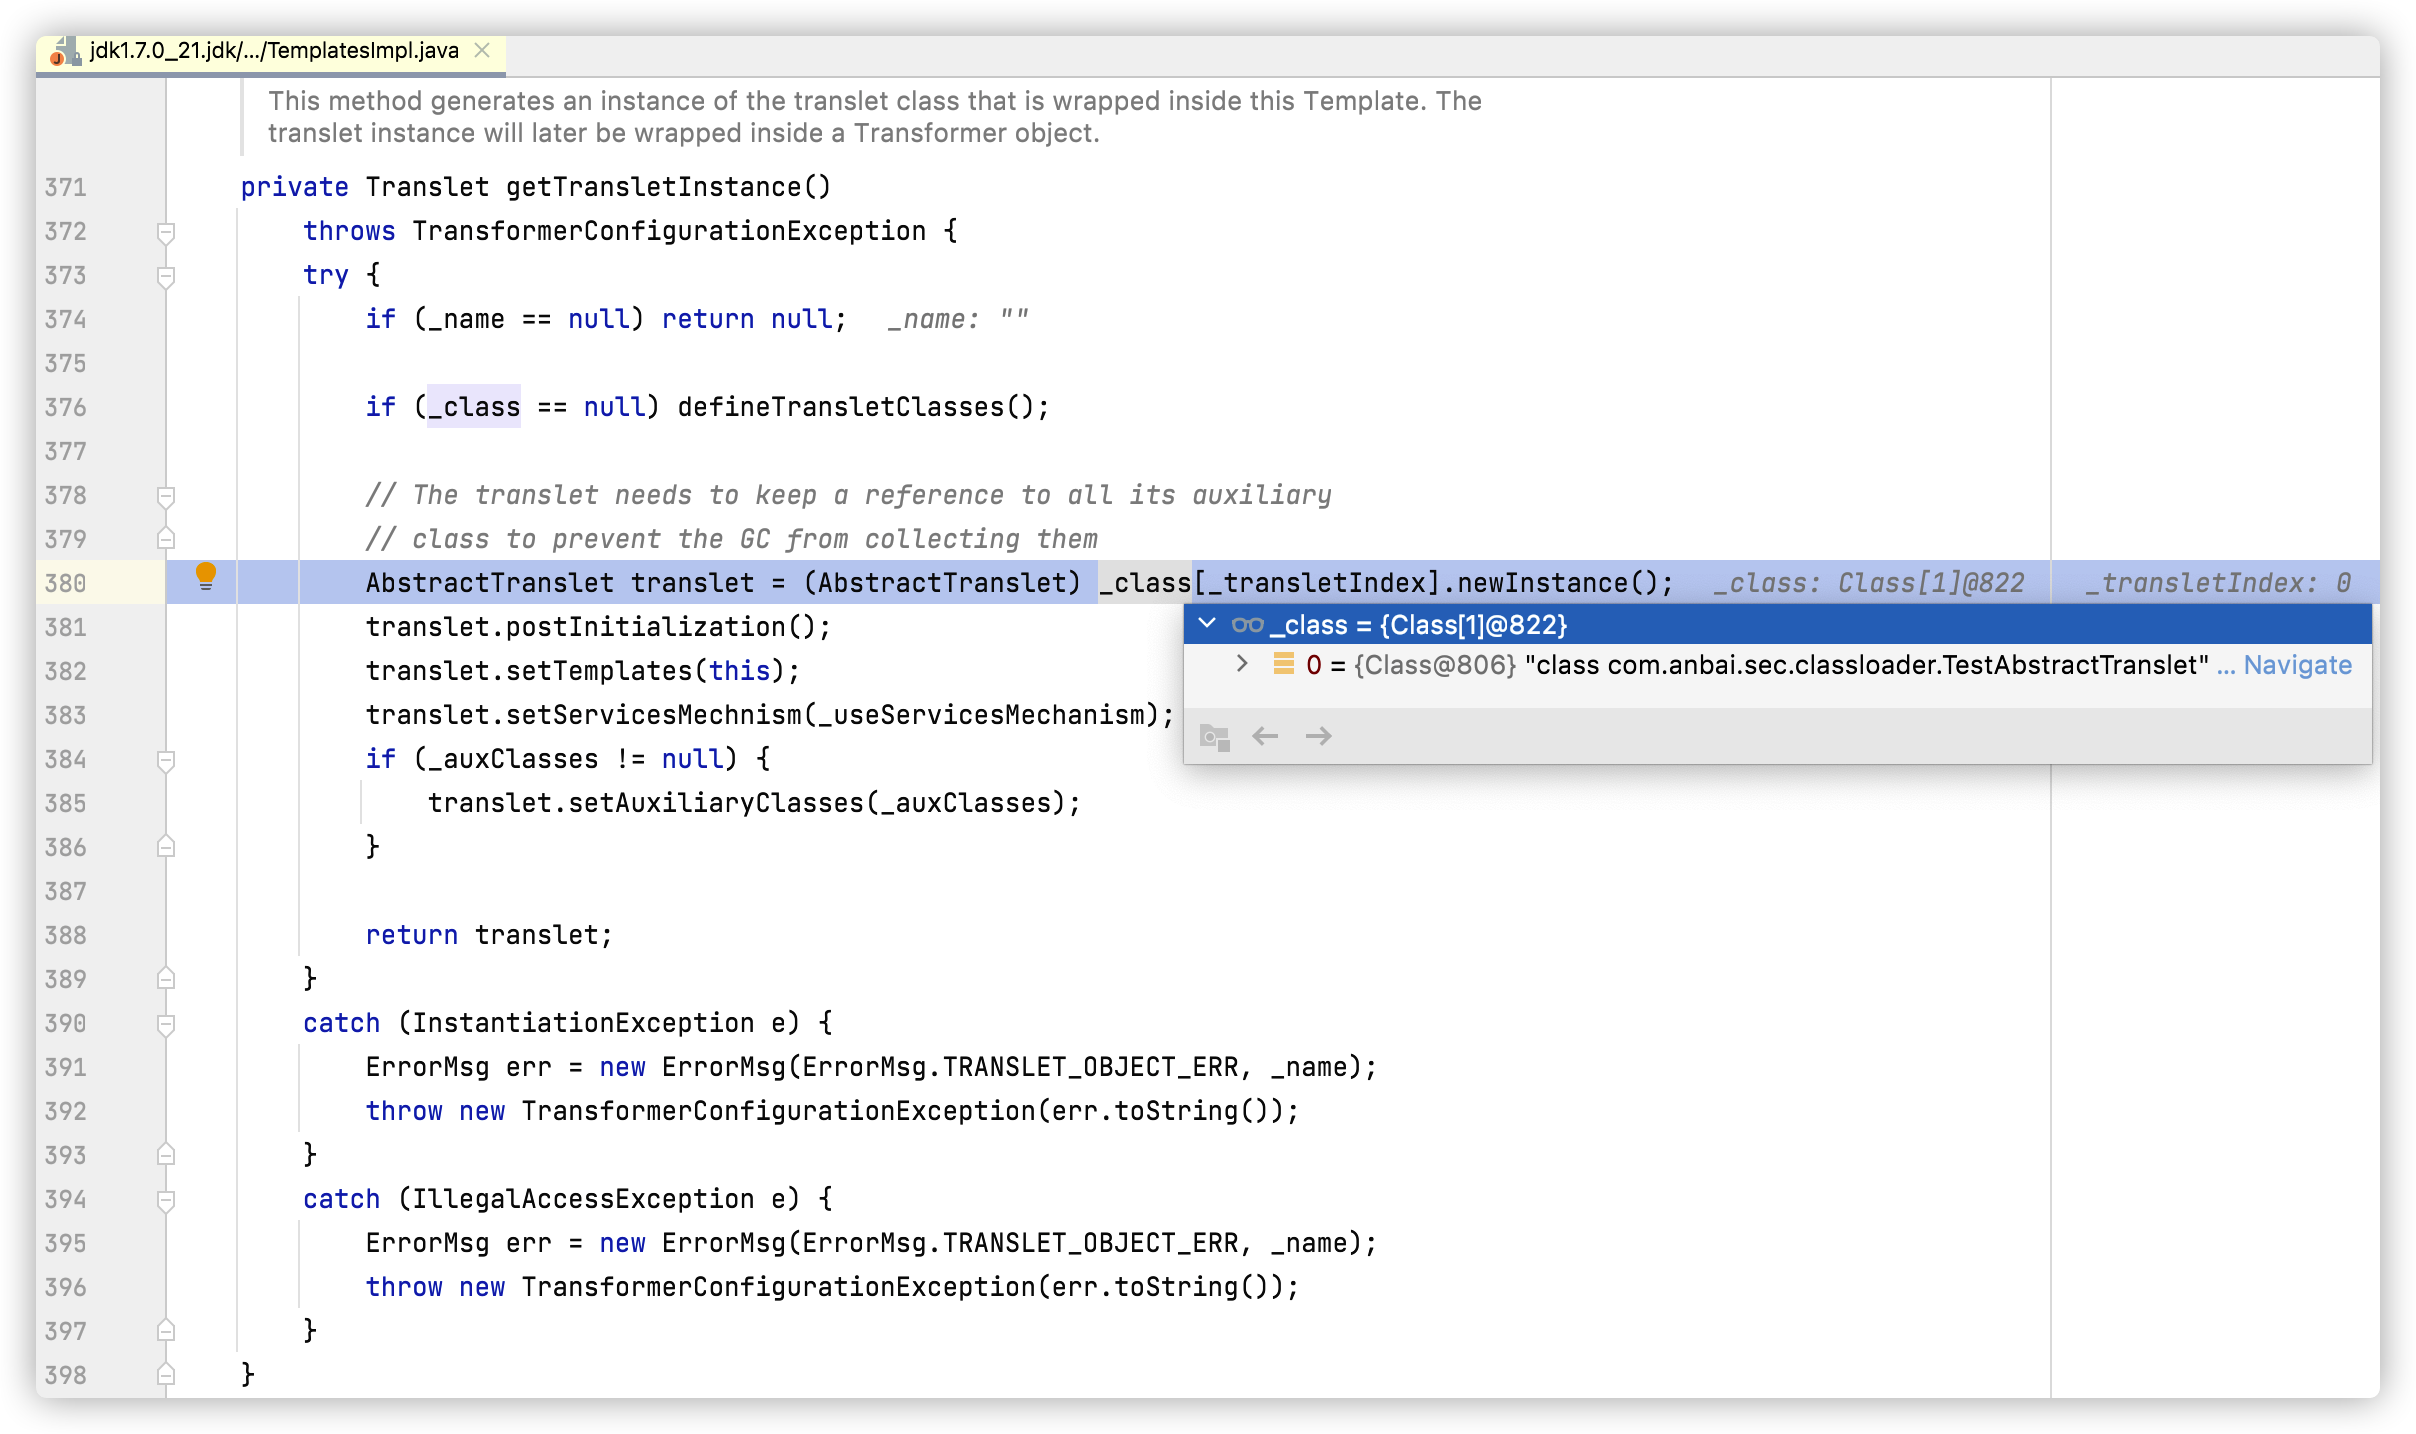 jdk1.7.0_21.jdk/.../TemplatesImpl.java
This method generates an instance of the translet class that is wrapped inside this Template. The
translet instance will later be wrapped inside a Transformer object.
371 private Translet getTransletInstance()
372 throws TransformerConfigurationException {
373 try {
374 if (_name == null) return null; _name: ""
375
376 if (_class == null) defineTransletClasses();
377
378 // The translet needs to keep a reference to all its auxiliary
379 // class to prevent the GC from collecting them
380 AbstractTranslet translet = (AbstractTranslet) _class[_transletIndex].newInstance(); _class: Class[1]@822 _transletIndex: 0
_class = {Class[1]@822}
0 = {Class@806} "class com.anbai.sec.classloader.TestAbstractTranslet" ... Navigate
381 translet.postInitialization();
382 translet.setTemplates(this);
383 translet.setServicesMechnism(_useServicesMechanism);
384 if (_auxClasses != null) {
385 translet.setAuxiliaryClasses(_auxClasses);
386 }
387
388 return translet;
389 }
390 catch (InstantiationException e) {
391 ErrorMsg err = new ErrorMsg(ErrorMsg.TRANSLET_OBJECT_ERR, _name);
392 throw new TransformerConfigurationException(err.toString());
393 }
394 catch (IllegalAccessException e) {
395 ErrorMsg err = new ErrorMsg(ErrorMsg.TRANSLET_OBJECT_ERR, _name);
396 throw new TransformerConfigurationException(err.toString());
397 }
398 }